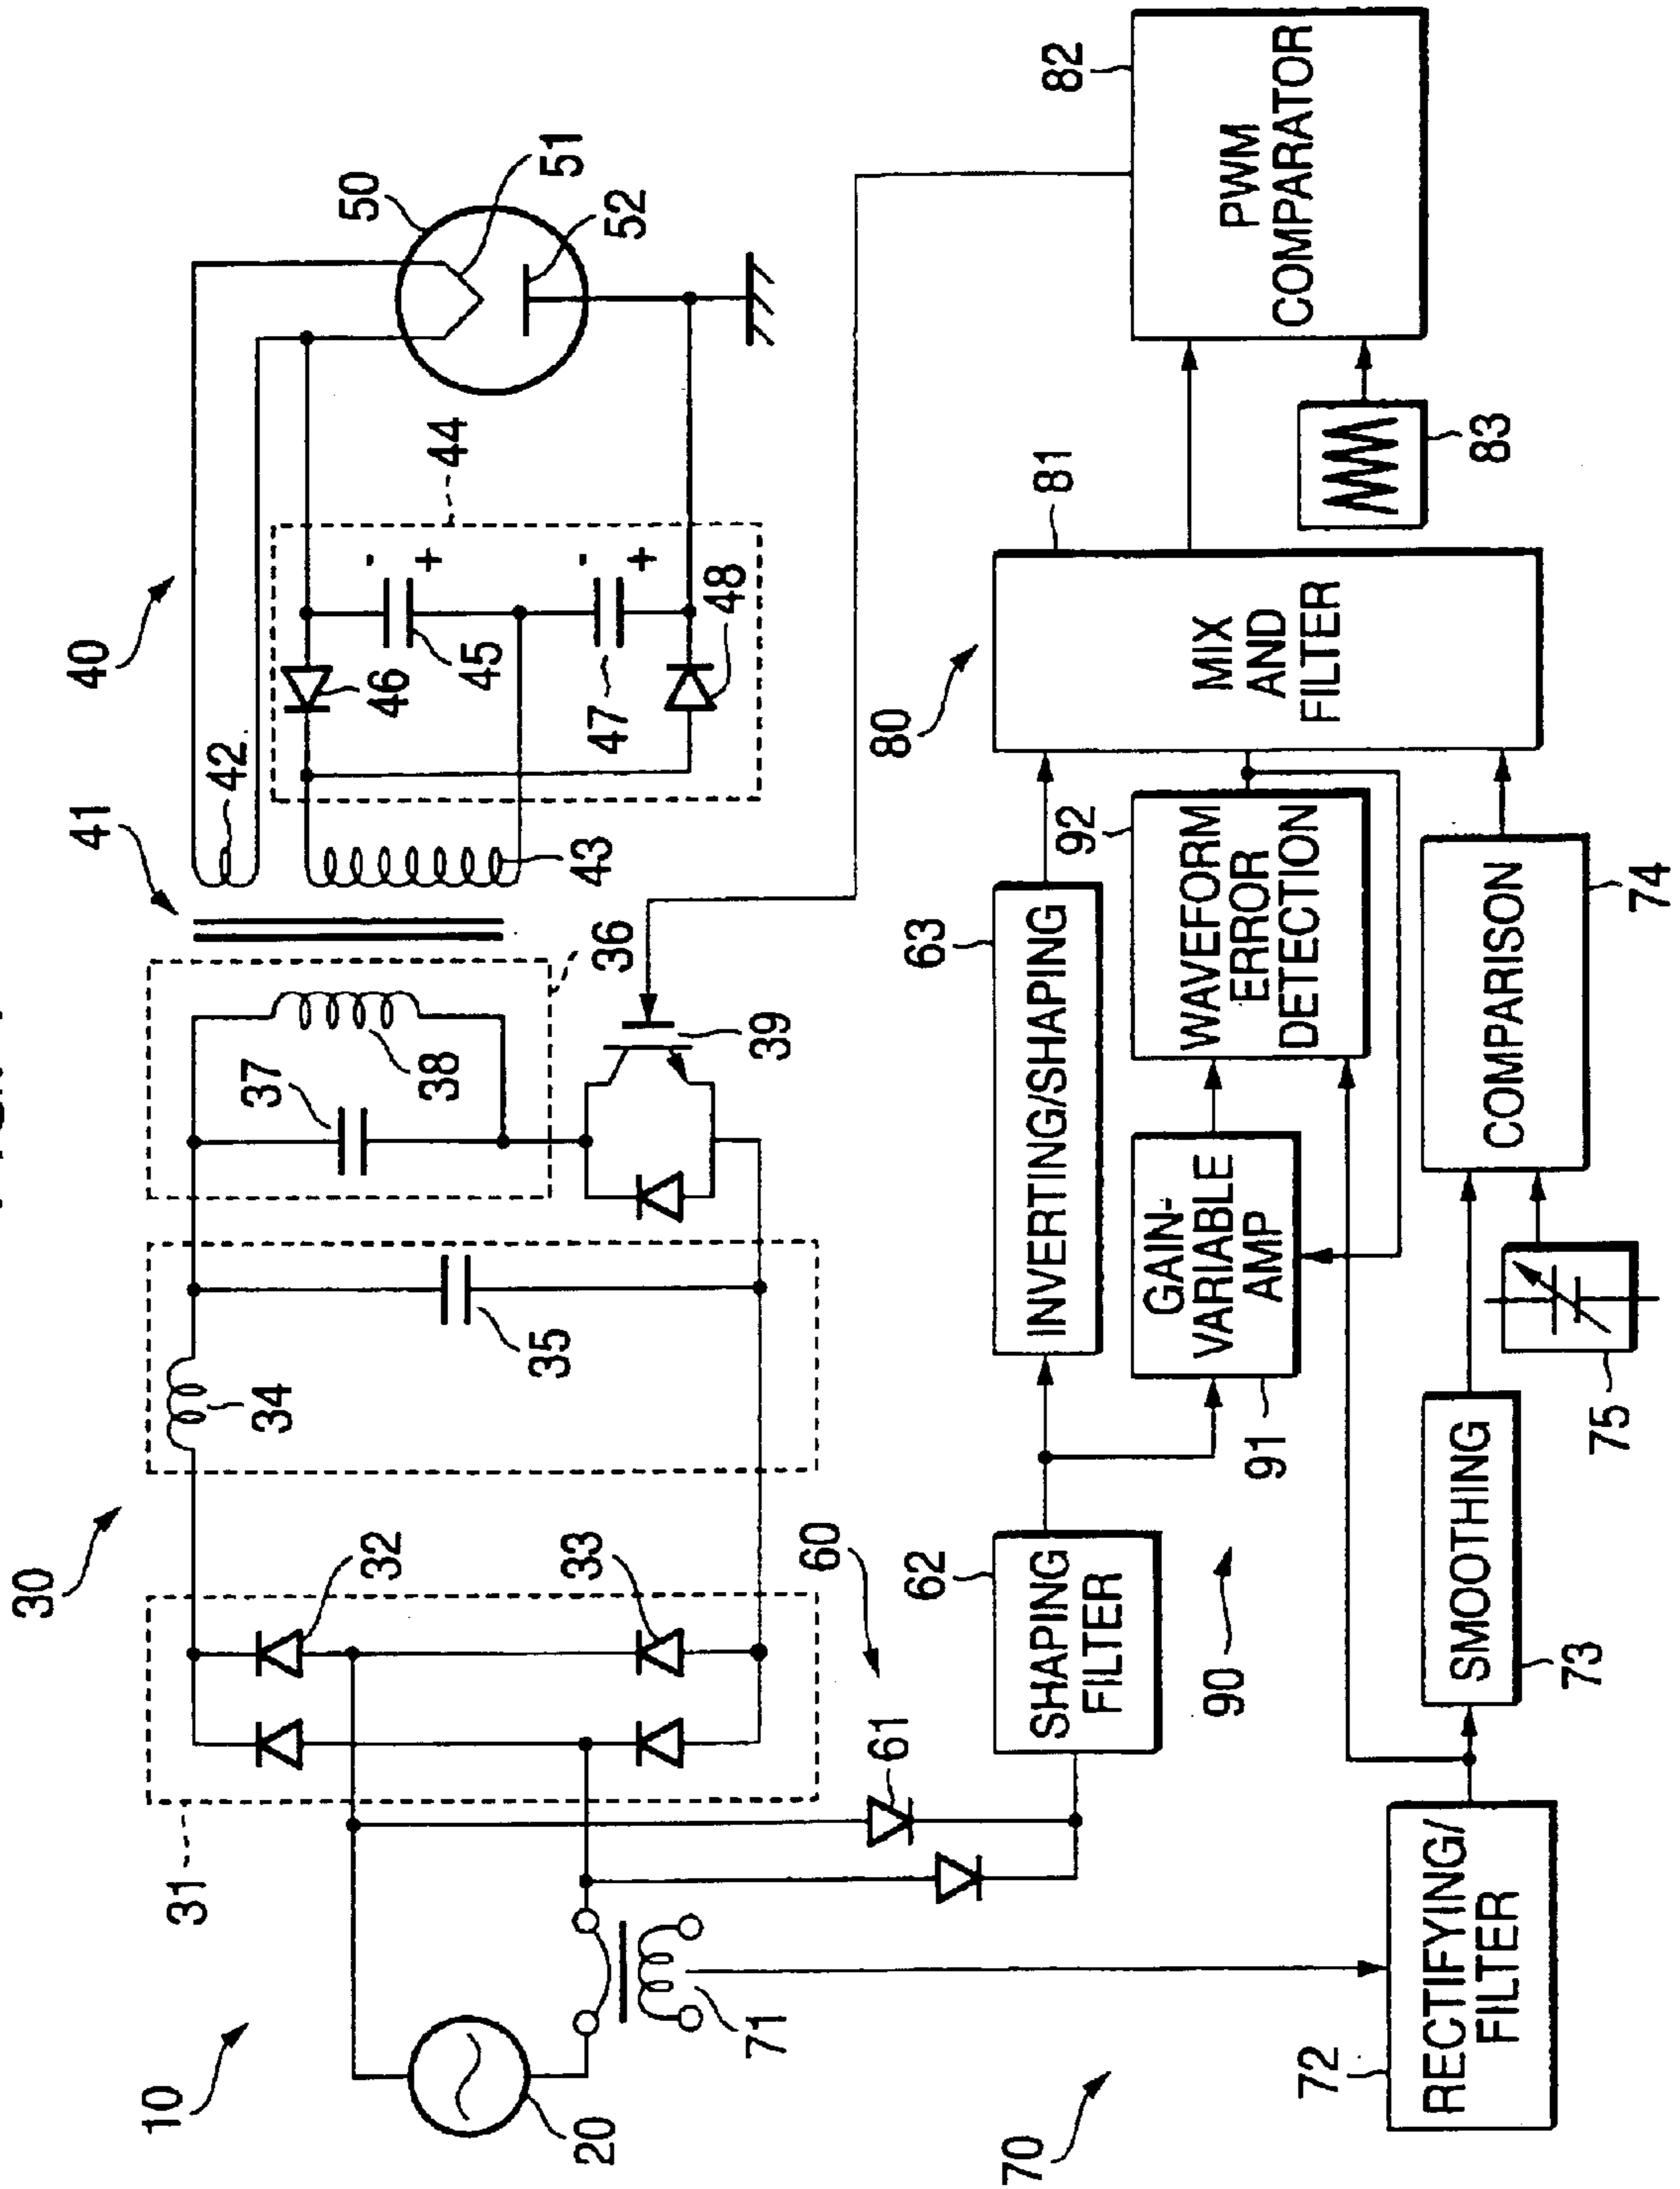 10
20
30
31
32
33
34
35
36
37
38
39
40
41
42
43
44
45
46
47
48
-
+
-
+
50
51
52
60
61
62
SHAPING
FILTER
63
INVERTING/SHAPING
70
71
72
RECTIFYING/
FILTER
73
SMOOTHING
74
COMPARISON
75
80
81
MIX
AND
FILTER
82
PWM
COMPARATOR
83
90
91
GAIN-
VARIABLE
AMP
92
WAVEFORM
ERROR
DETECTION